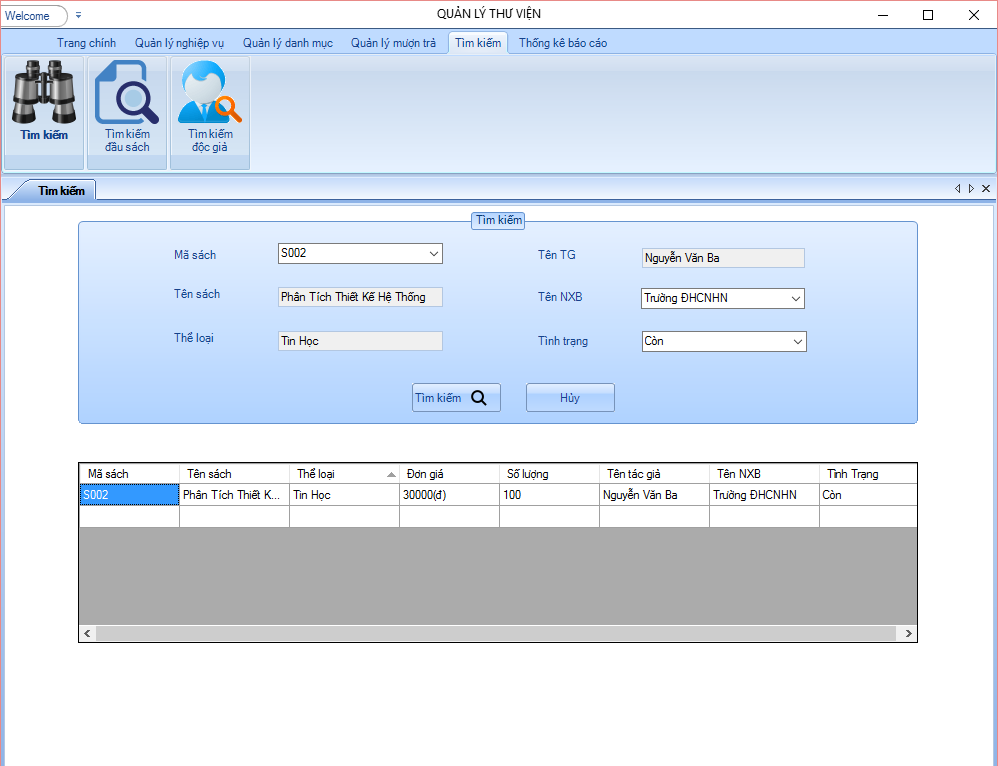 Welcome
QUẢN LÝ THƯ VIỆN
Trang chính Quản lý nghiệp vụ Quản lý danh mục Quản lý mượn trả Tìm kiếm Thống kê báo cáo
Tìm kiếm
Tìm kiếm
đầu sách
Tìm kiếm
độc giả
Tìm kiếm
Tìm kiếm
Mã sách S002 Tên TG Nguyễn Văn Ba
Tên sách Phân Tích Thiết Kế Hệ Thống Tên NXB Trường ĐHCNHN
Thể loại Tin Học Tình trạng Còn
Tìm kiếm Hủy
Mã sách Tên sách Thể loại Đơn giá Số lượng Tên tác giả Tên NXB Tình Trạng
S002 Phân Tích Thiết K... Tin Học 30000(đ) 100 Nguyễn Văn Ba Trường ĐHCNHN Còn